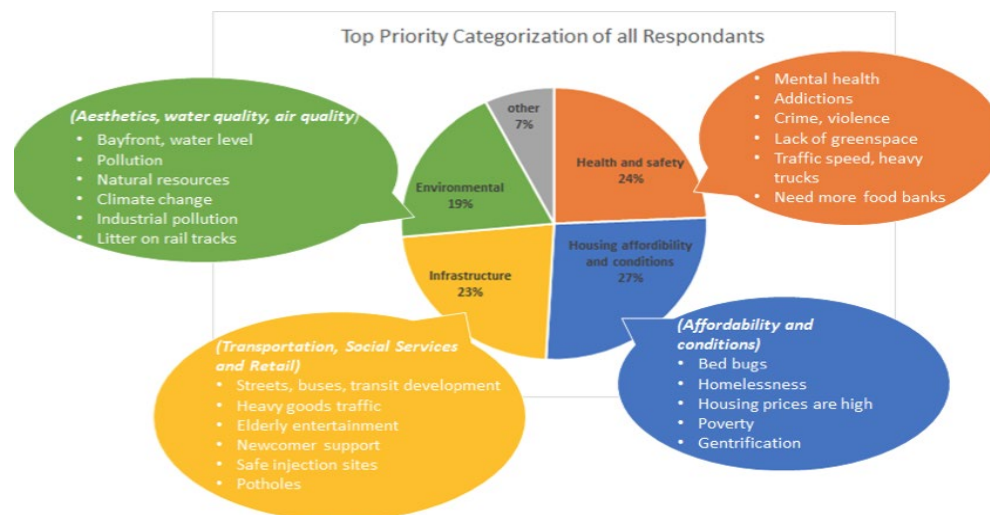 Top Priority Categorization of all Respondants
(Aesthetics, water quality, air quality)
• Bayfront, water level
• Pollution
• Natural resources
• Climate change
• Industrial pollution
• Litter on rail tracks
other
7%
Health and safety
24%
Environmental
19%
Housing affordibility
and conditions
27%
Infrastructure
23%
• Mental health
• Addictions
• Crime, violence
• Lack of greenspace
• Traffic speed, heavy
trucks
• Need more food banks
(Transportation, Social Services
and Retail)
• Streets, buses, transit development
• Heavy goods traffic
• Elderly entertainment
• Newcomer support
• Safe injection sites
• Potholes
(Affordability and
conditions)
• Bed bugs
• Homelessness
• Housing prices are high
• Poverty
• Gentrification